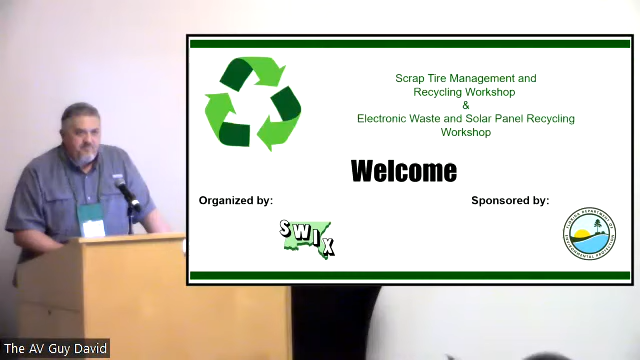 Scrap Tire Management and
Recycling Workshop
&
Electronic Waste and Solar Panel Recycling
Workshop
Welcome
Organized by:
Sponsored by:
SWIX
The AV Guy David